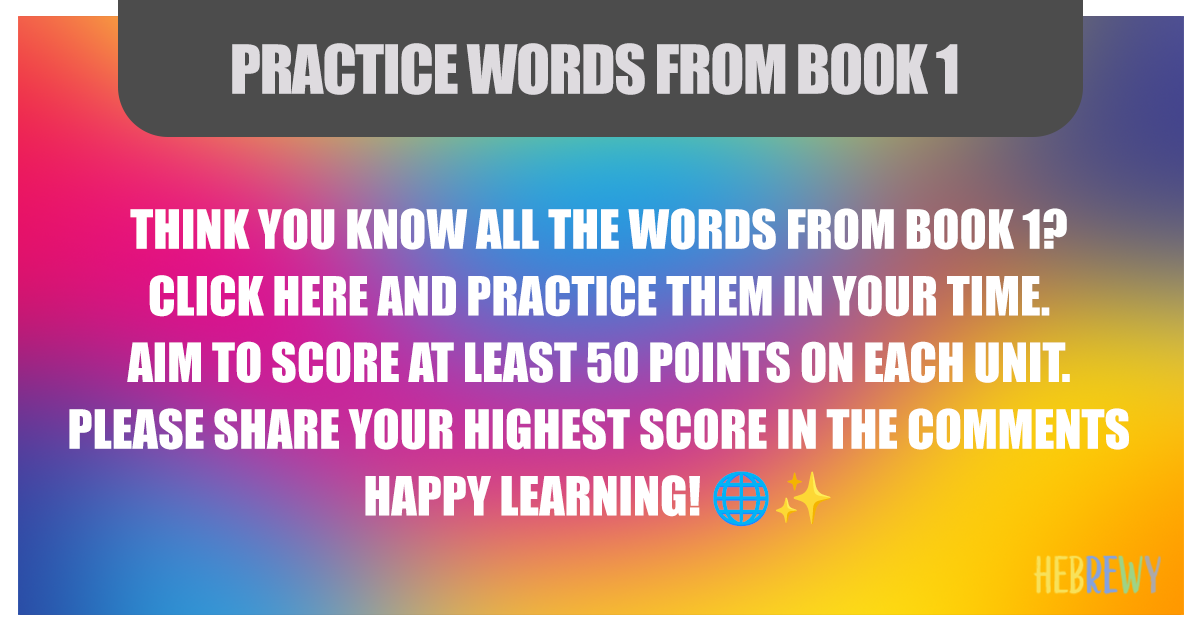 PRACTICE WORDS FROM BOOK 1
THINK YOU KNOW ALL THE WORDS FROM BOOK 1?
CLICK HERE AND PRACTICE THEM IN YOUR TIME.
AIM TO SCORE AT LEAST 50 POINTS ON EACH UNIT.
PLEASE SHARE YOUR HIGHEST SCORE IN THE COMMENTS
HAPPY LEARNING! 🌐✨
HEBREWY